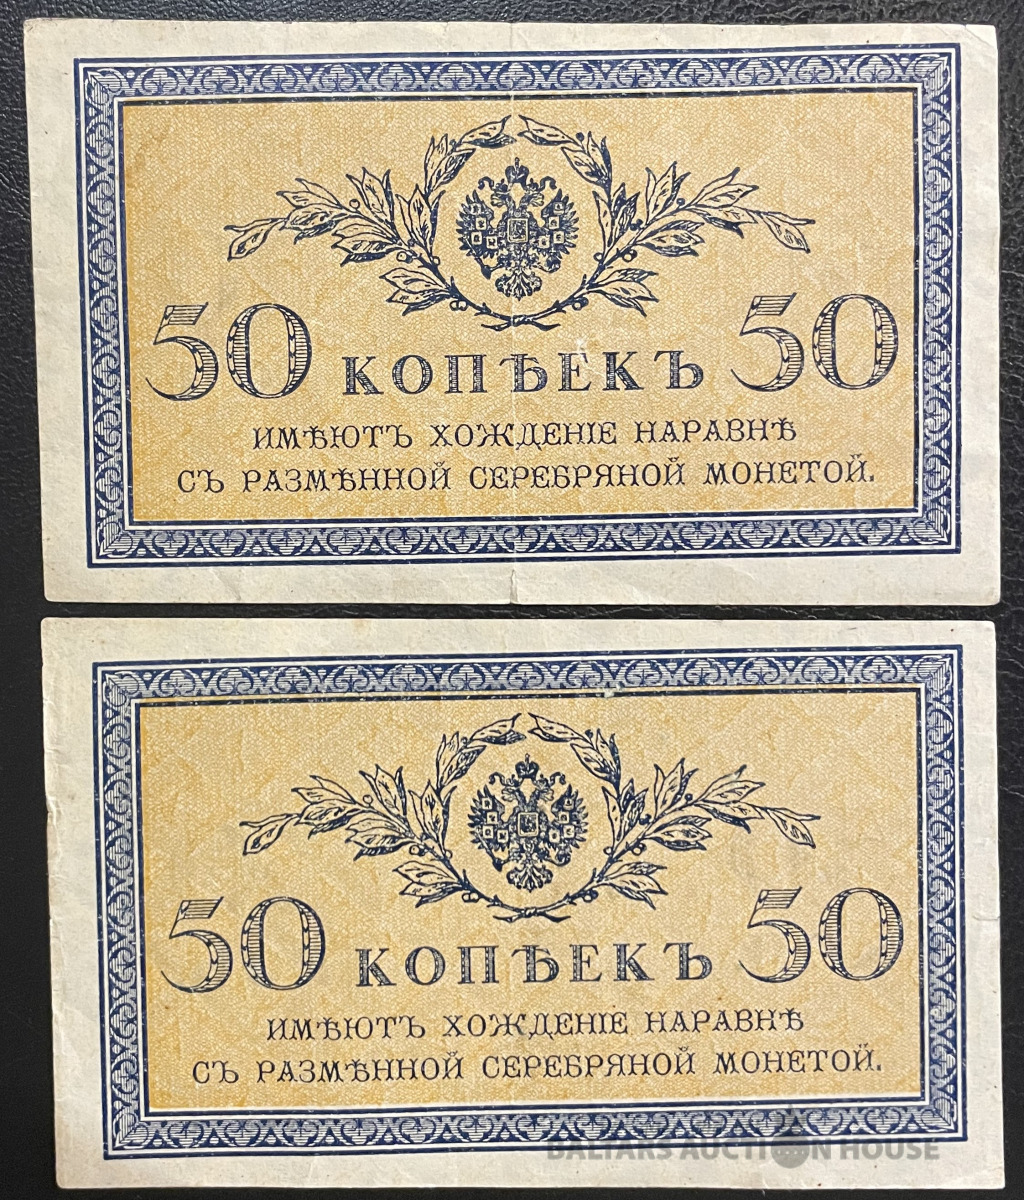 50 КОПѢЕКЪ 50
ИМѢЮТЪ ХОЖДЕНІЕ НАРАВНѢ
СЪ РАЗМѢННОЙ СЕРЕБРЯНОЙ МОНЕТОЙ.
50 КОПѢЕКЪ 50
ИМѢЮТЪ ХОЖДЕНІЕ НАРАВНѢ
СЪ РАЗМѢННОЙ СЕРЕБРЯНОЙ МОНЕТОЙ.
BALTARS AUCTION HOUSE